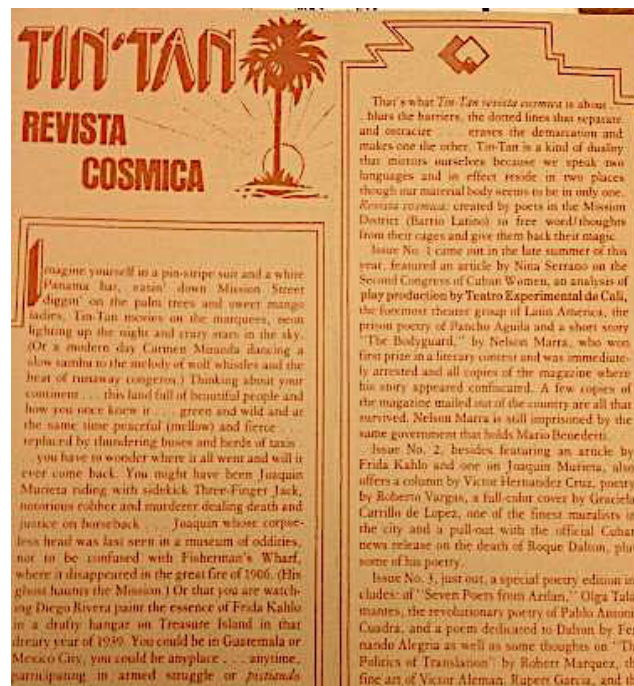 TIN-TAN
REVISTA
COSMICA
Imagine yourself in a pin-stripe suit and a white
Panama hat, eatin' down Mission Street
diggin' on the palm trees and sweet mango
ladies, Tin-Tan movies on the marquees, neon
lighting up the night and crazy stars in the sky.
(Or a modern day Carmen Miranda dancing a
slow samba to the melody of wolf whistles and the
beat of runaway congeros.) Thinking about your
continent . . . this land full of beautiful people and
how you once knew it . . . green and wild and at
the same time peaceful (mellow) and fierce
replaced by thundering buses and herds of taxis
. . . you have to wonder where it all went and will it
ever come back. You might have been Joaquin
Murieta riding with sidekick Three-Finger Jack,
notorious robber and murderer dealing death and
justice on horseback . . . Joaquin whose corpse-
less head was last seen in a museum of oddities,
not to be confused with Fisherman's Wharf,
where it disappeared in the great fire of 1906. (His
ghost haunts the Mission.) Or that you are watch-
ing Diego Rivera paint the essence of Frida Kahlo
in a drafty hangar on Treasure Island in that
dreary year of 1939. You could be in Guatemala or
Mexico City, you could be anyplace . . . anytime,
participating in armed struggle or pistiando
That's what Tin-Tan revista cosmica is about . .
. . blurs the barriers, the dotted lines that separate
and ostracize . . . erases the demarcation and
makes one the other. Tin-Tan is a kind of duality
that mirrors ourselves because we speak two
languages and in effect reside in two places
though our material body seems to be in only one.
Revista cosmica: created by poets in the Mission
District (Barrio Latino) to free word/thoughts
from their cages and give them back their magic.
Issue No. 1 came out in the late summer of this
year, featured an article by Nina Serrano on the
Second Congress of Cuban Women, an analysis of
play production by Teatro Experimental de Cali,
the foremost theater group of Latin America, the
prison poetry of Pancho Aguila and a short story
"The Bodyguard," by Nelson Marra, who won
first prize in a literary contest and was immediate-
ly arrested and all copies of the magazine where
his story appeared confiscated. A few copies of
the magazine mailed out of the country are all that
survived. Nelson Marra is still imprisoned by the
same government that holds Mario Benedetti.
Issue No. 2, besides featuring an article by
Frida Kahlo and one on Joaquin Murieta, also
offers a column by Victor Hernandez Cruz, poetry
by Roberto Vargas, a full-color cover by Graciela
Carrillo de Lopez, one of the finest muralists in
the city and a pull-out with the official Cuban
news release on the death of Roque Dalton, plu
some of his poetry.
Issue No. 3, just out, a special poetry edition in
cludes: of "Seven Poets from Aztlan," Olga Tala
mantes, the revolutionary poetry of Pablo Anton
Cuadra, and a poem dedicated to Dalton by Fer
nando Alegria as well as some thoughts on "Th
Politics of Translation" by Robert Marquez, th
fine art of Victor Aleman, Rupert Garcia, and th